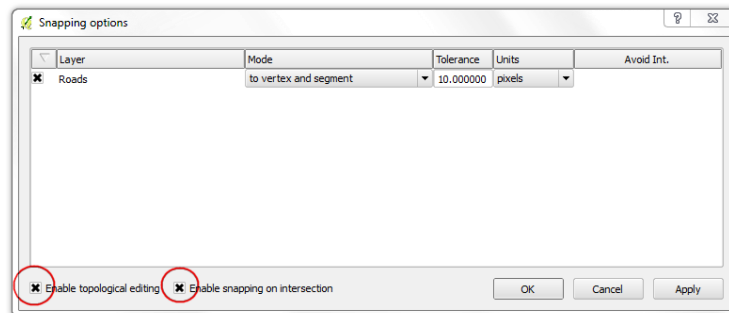 Snapping options
Layer Mode Tolerance Units Avoid Int.
Roads to vertex and segment 10.000000 pixels
Enable topological editing Enable snapping on intersection OK Cancel Apply